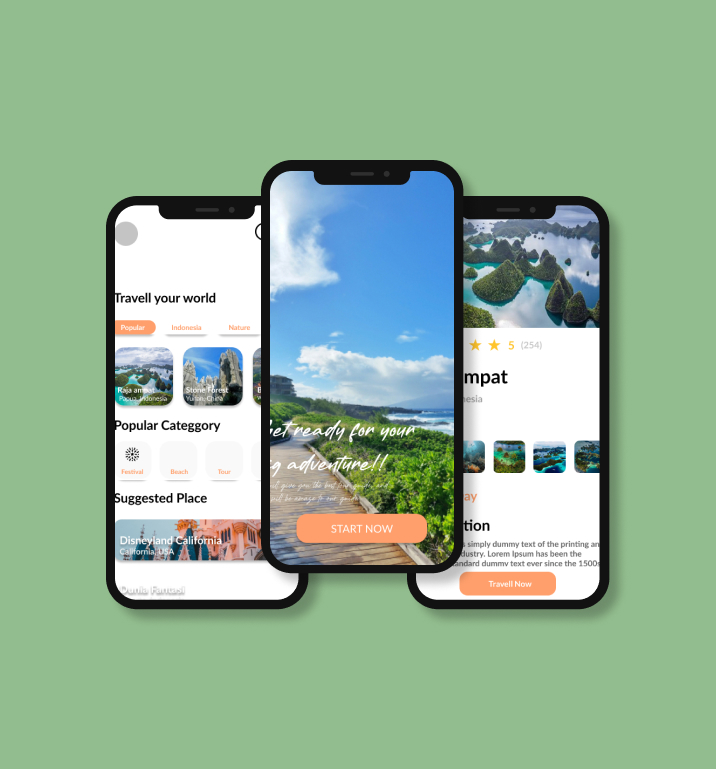 Travell your world
Popular
Indonesia
Nature
Raja ampat
Papua, Indonesia
Stone Forest
Yunan, China
B
Popular Categgory
Festival
Beach
Tour
Suggested Place
Disneyland California
California, USA
Dunia Fantasi
et ready for your
g adventure!!
START NOW
5 (254)
mpat
nesia
ay
tion
s simply dummy text of the printing an
dustry. Lorem Ipsum has been the
andard dummy text ever since the 1500s
Travell Now